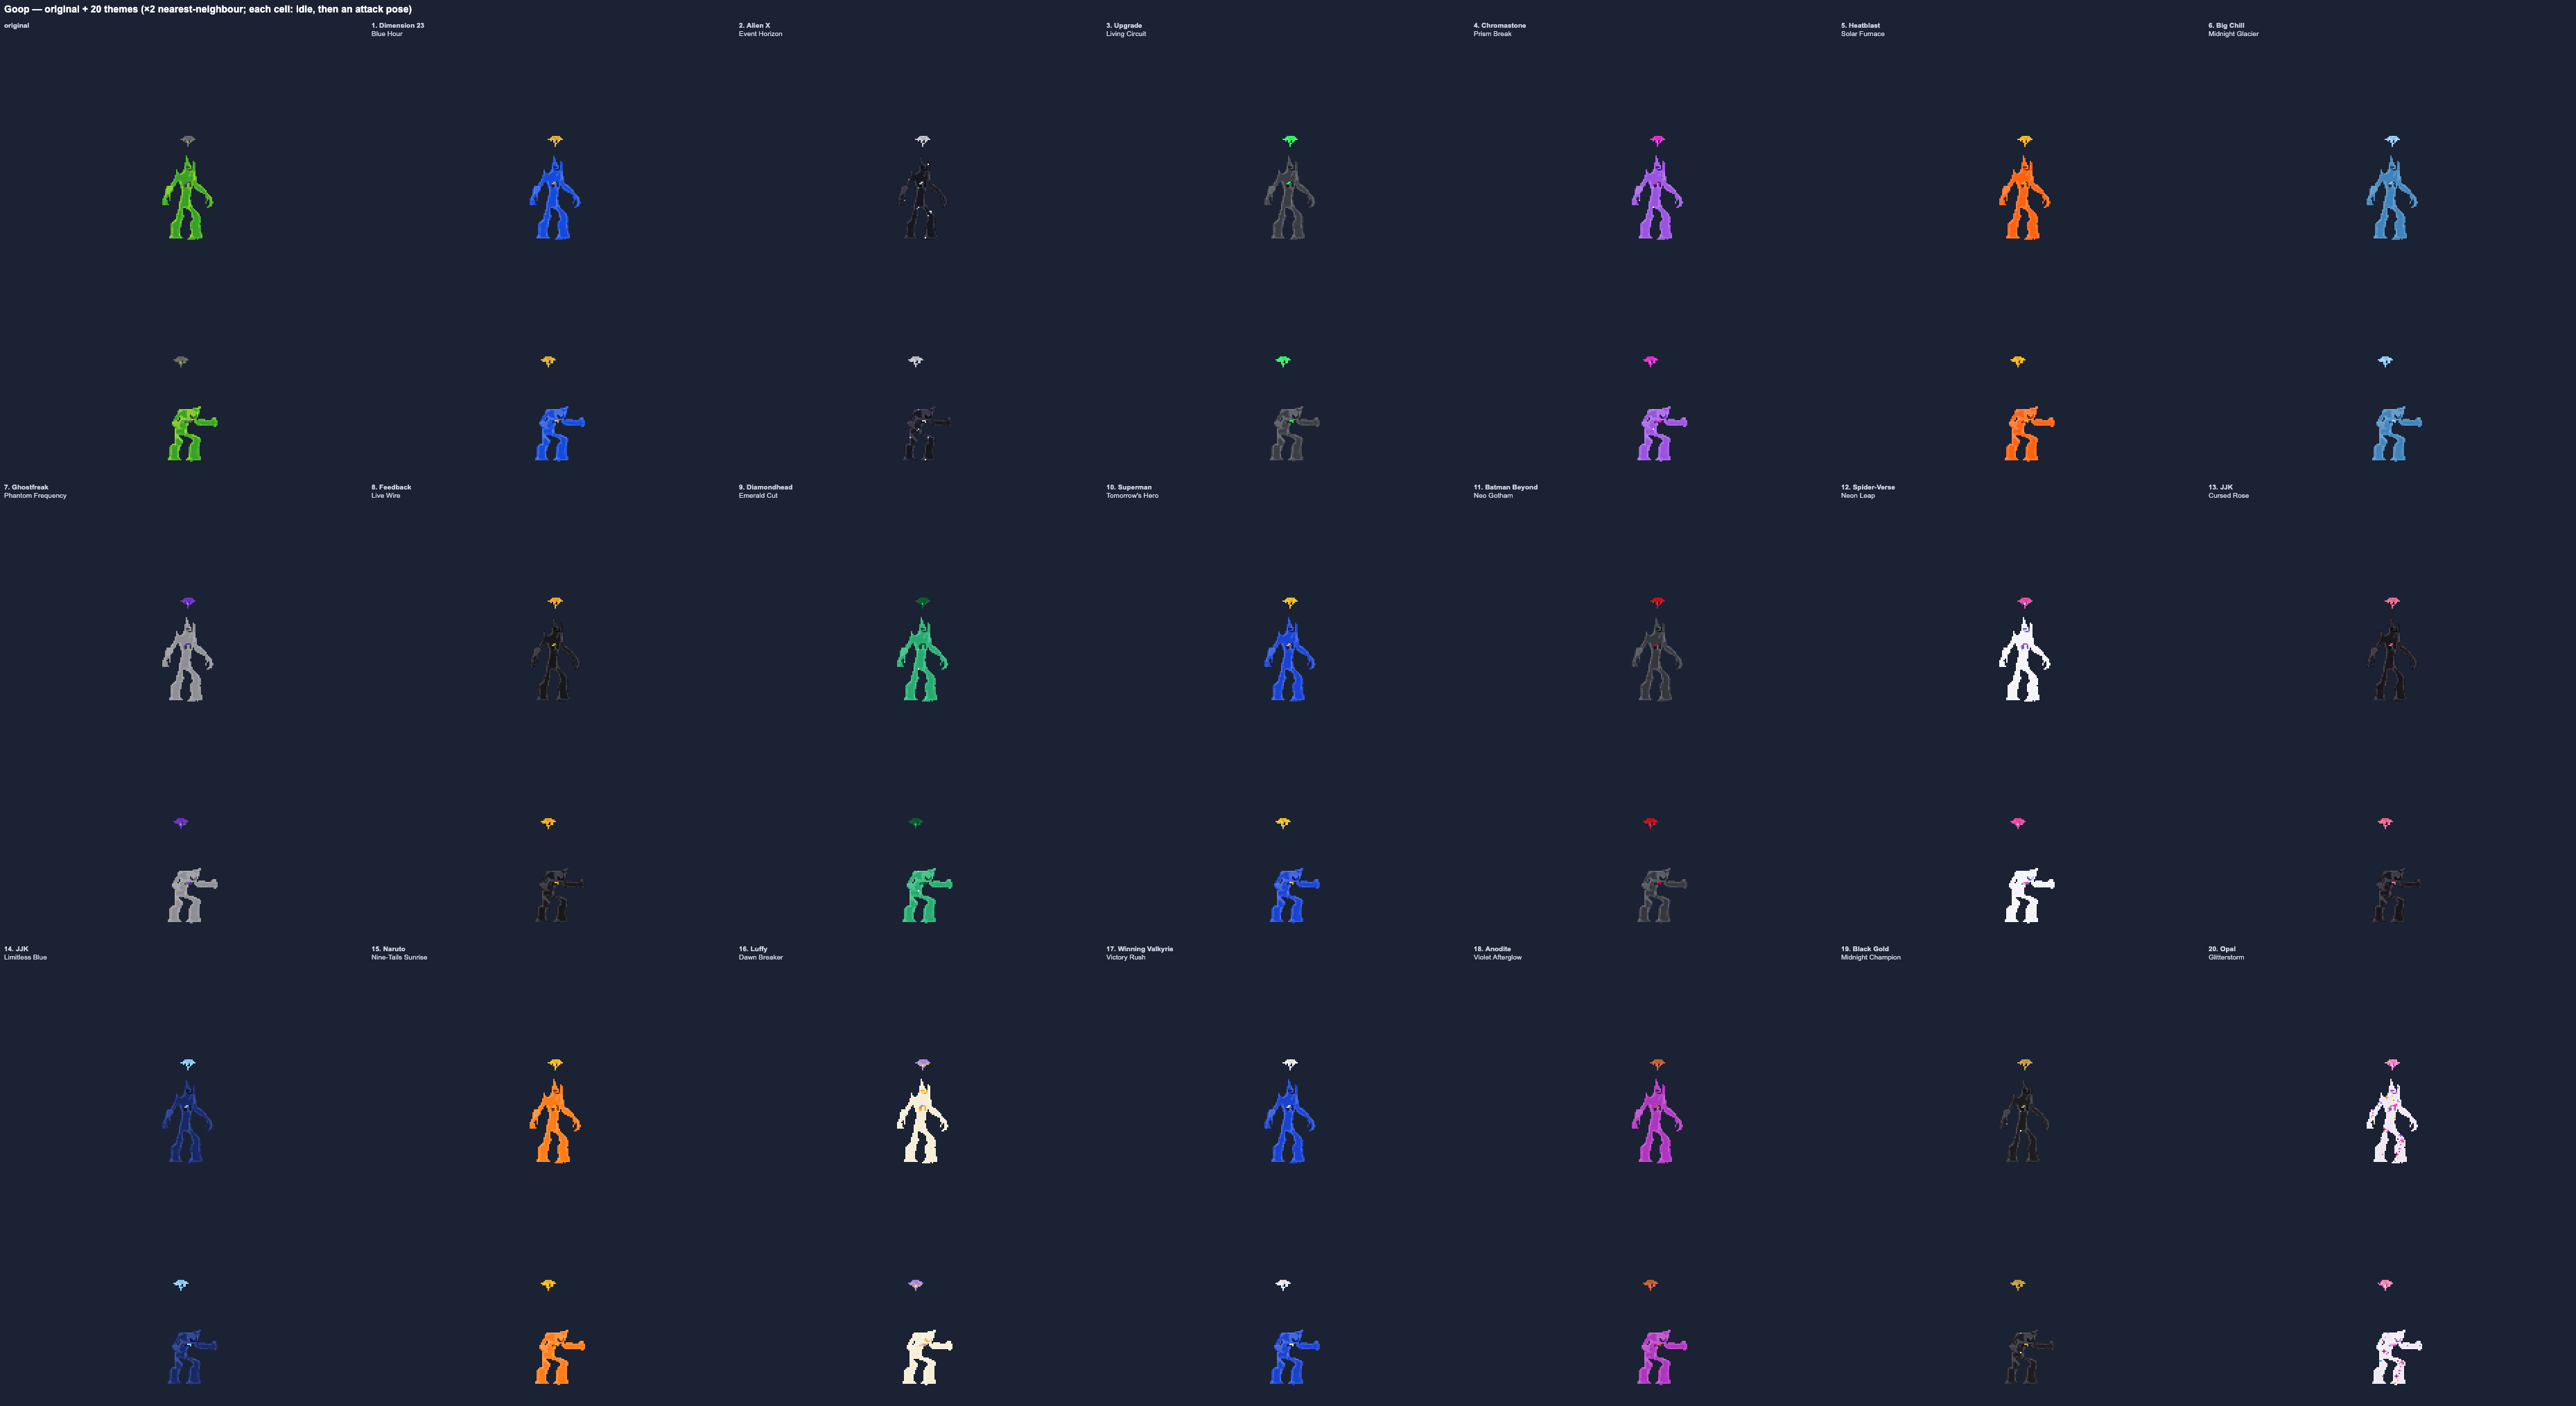 Goop — original + 20 themes (×2 nearest-neighbour; each cell: idle, then an attack pose)
original
1. Dimension 23
Blue Hour
2. Alien X
Event Horizon
3. Upgrade
Living Circuit
4. Chromastone
Prism Break
5. Heatblast
Solar Furnace
6. Big Chill
Midnight Glacier
7. Ghostfreak
Phantom Frequency
8. Feedback
Live Wire
9. Diamondhead
Emerald Cut
10. Superman
Tomorrow's Hero
11. Batman Beyond
Neo Gotham
12. Spider-Verse
Neon Leap
13. JJK
Cursed Rose
14. JJK
Limitless Blue
15. Naruto
Nine-Tails Sunrise
16. Luffy
Dawn Breaker
17. Winning Valkyrie
Victory Rush
18. Anodite
Violet Afterglow
19. Black Gold
Midnight Champion
20. Opal
Glitterstorm